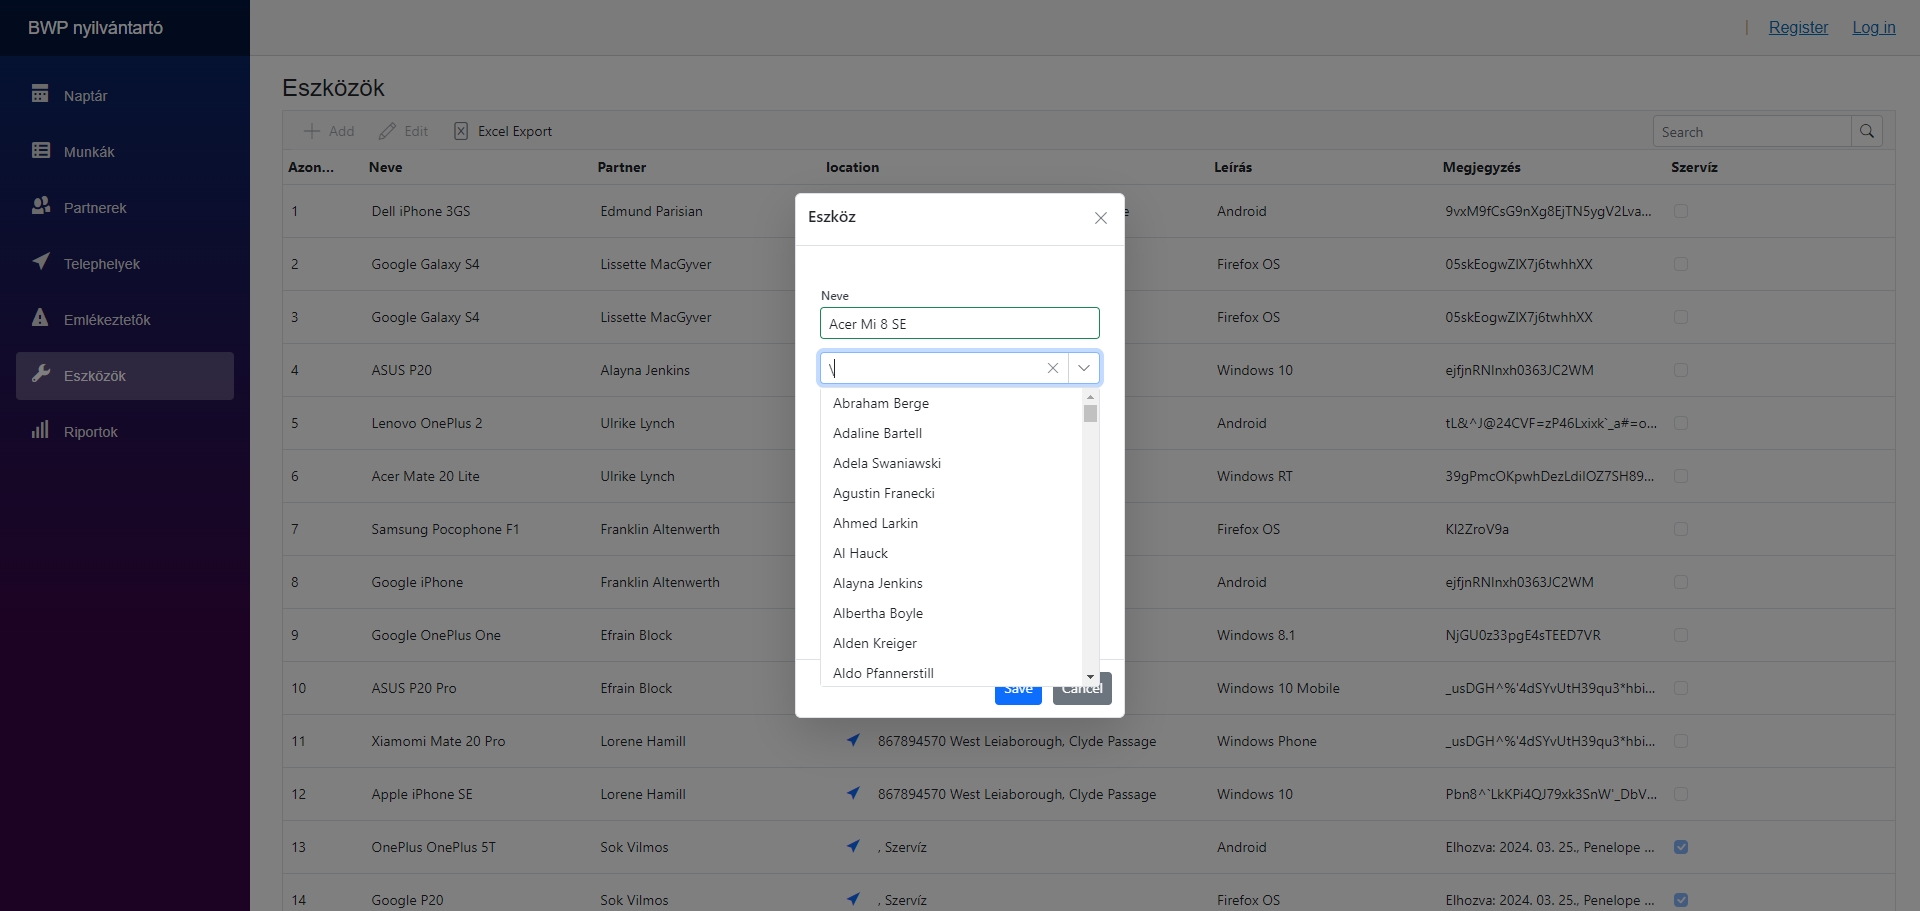 BWP nyilvántartó
Register Log in
Naptár
Munkák
Partnerek
Telephelyek
Emlékeztetők
Eszközök
Riportok
Eszközök
Add Edit Excel Export Search
Azon... Neve Partner location Leírás Megjegyzés Szervíz
1 Dell iPhone 3GS Edmund Parisian e Android 9vxM9fCsG9nXg8EjTN5ygV2Lva...
2 Google Galaxy S4 Lissette MacGyver Firefox OS 05skEogwZIX7j6twhhXX
3 Google Galaxy S4 Lissette MacGyver Firefox OS 05skEogwZIX7j6twhhXX
4 ASUS P20 Alayna Jenkins Windows 10 ejfjnRNInxh0363JC2WM
5 Lenovo OnePlus 2 Ulrike Lynch Android tL&^J@24CVF=zP46Lxixk`_a#=o...
6 Acer Mate 20 Lite Ulrike Lynch Windows RT 39gPmcOKpwhDezLdiIOZ7SH89...
7 Samsung Pocophone F1 Franklin Altenwerth Firefox OS KI2ZroV9a
8 Google iPhone Franklin Altenwerth Android ejfjnRNInxh0363JC2WM
9 Google OnePlus One Efrain Block Windows 8.1 NjGU0z33pgE4sTEED7VR
10 ASUS P20 Pro Efrain Block Windows 10 Mobile _usDGH^%'4dSYvUtH39qu3*hbi...
11 Xiamomi Mate 20 Pro Lorene Hamill 867894570 West Leiaborough, Clyde Passage Windows Phone _usDGH^%'4dSYvUtH39qu3*hbi...
12 Apple iPhone SE Lorene Hamill 867894570 West Leiaborough, Clyde Passage Windows 10 Pbn8^`LkKPi4QJ79xk3SnW'_DbV...
13 OnePlus OnePlus 5T Sok Vilmos , Szervíz Android Elhozva: 2024. 03. 25., Penelope ...
14 Google P20 Sok Vilmos , Szervíz Firefox OS Elhozva: 2024. 03. 25., Penelope ...
Eszköz
Neve
Acer Mi 8 SE
\
Abraham Berge
Adaline Bartell
Adela Swaniawski
Agustin Franecki
Ahmed Larkin
Al Hauck
Alayna Jenkins
Albertha Boyle
Alden Kreiger
Aldo Pfannerstill
Save Cancel